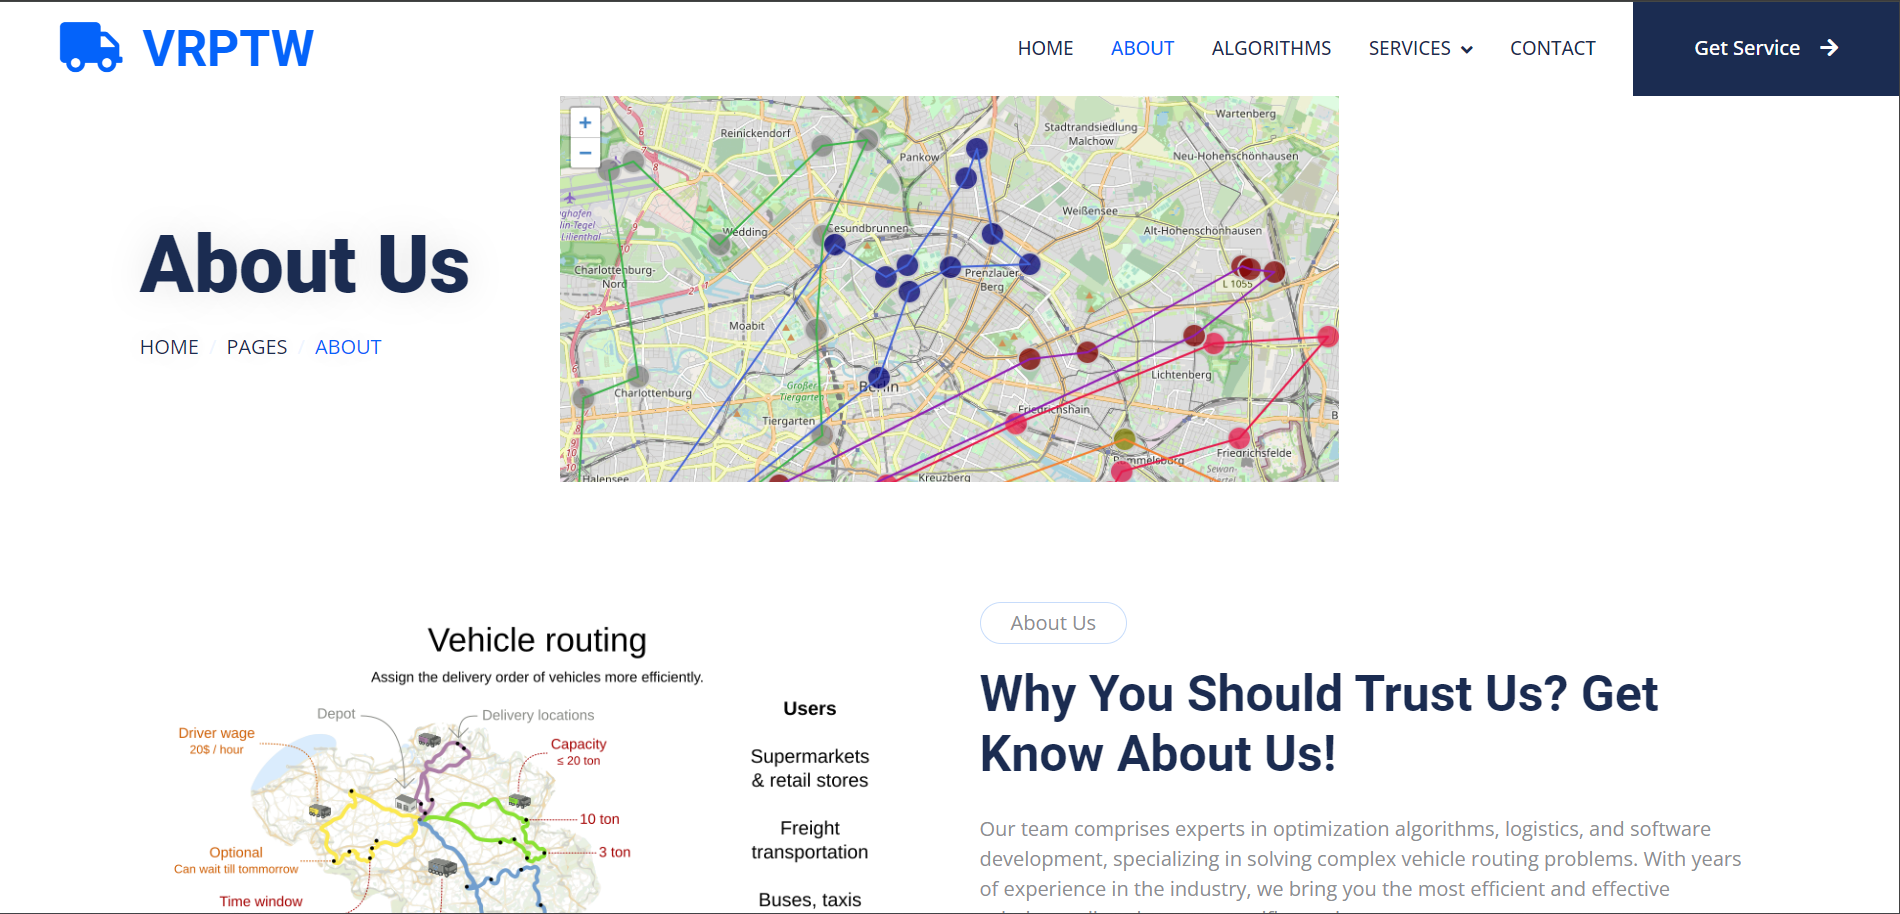 VRPTW
HOME
ABOUT
ALGORITHMS
SERVICES
CONTACT
Get Service
About Us
HOME / PAGES / ABOUT
+
−
Reinickendorf
Pankow
Stadtrandsiedlung
Malchow
Wartenberg
Neu-Hohenschönhausen
Weißensee
Alt-Hohenschönhausen
Wedding
Gesundbrunnen
Prenzlauer
Berg
Charlottenburg-
Nord
L 1055
Moabit
Großer
Tiergarten
Charlottenburg
Berlin
Lichtenberg
Tiergarten
Friedrichshain
Rummelsburg
Friedrichsfelde
Sewan
Halensee
Kreuzberg
Vehicle routing
Assign the delivery order of vehicles more efficiently.
Depot
Delivery locations
Driver wage
20$ / hour
Capacity
≤ 20 ton
10 ton
3 ton
Optional
Can wait till tommorrow
Time window
Users
Supermarkets
& retail stores
Freight
transportation
Buses, taxis
About Us
Why You Should Trust Us? Get
Know About Us!
Our team comprises experts in optimization algorithms, logistics, and software
development, specializing in solving complex vehicle routing problems. With years
of experience in the industry, we bring you the most efficient and effective